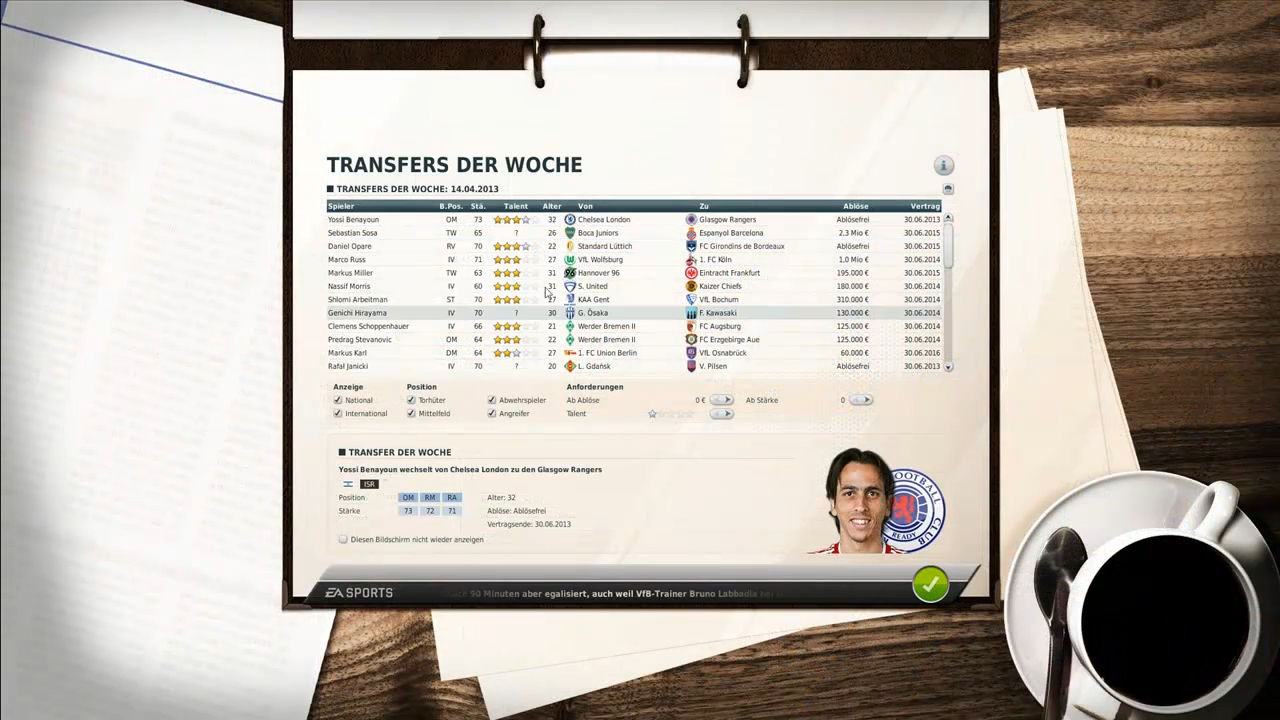 TRANSFERS DER WOCHE
TRANSFERS DER WOCHE: 14.04.2013
Spieler B.Pos. Stä. Talent Alter Von Zu Ablöse Vertrag
Yossi Benayoun OM 73 32 Chelsea London Glasgow Rangers Ablösefrei 30.06.2013
Sebastian Sosa TW 65 ? 26 Boca Juniors Espanyol Barcelona 2,3 Mio € 30.06.2015
Daniel Opare RV 70 22 Standard Lüttich FC Girondins de Bordeaux Ablösefrei 30.06.2015
Marco Russ IV 71 27 VfL Wolfsburg 1. FC Köln 1,0 Mio € 30.06.2014
Markus Miller TW 63 31 Hannover 96 Eintracht Frankfurt 195.000 € 30.06.2015
Nassif Morris IV 60 31 S. United Kaizer Chiefs 180.000 € 30.06.2014
Shlomi Arbeitman ST 70 27 KAA Gent VfL Bochum 310.000 € 30.06.2014
Genichi Hirayama IV 70 ? 30 G. Ōsaka F. Kawasaki 130.000 € 30.06.2014
Clemens Schoppenhauer IV 66 21 Werder Bremen II FC Augsburg 125.000 € 30.06.2014
Predrag Stevanovic OM 64 22 Werder Bremen II FC Erzgebirge Aue 125.000 € 30.06.2014
Markus Karl DM 64 27 1. FC Union Berlin VfL Osnabrück 60.000 € 30.06.2016
Rafał Janicki IV 70 ? 20 L. Gdańsk V. Pilsen Ablösefrei 30.06.2013
Anzeige Position Anforderungen
National Torhüter Abwehrspieler Ab Ablöse 0 € Ab Stärke 0
International Mittelfeld Angreifer Talent
TRANSFER DER WOCHE
Yossi Benayoun wechselt von Chelsea London zu den Glasgow Rangers
ISR
Position OM RM RA Alter: 32
Stärke 73 72 71 Ablöse: Ablösefrei
Vertragsende: 30.06.2013
Diesen Bildschirm nicht wieder anzeigen
FOOTBALL CLUB
READY
EA SPORTS
90 Minuten aber egalisiert, auch weil VfB-Trainer Bruno Labbadia